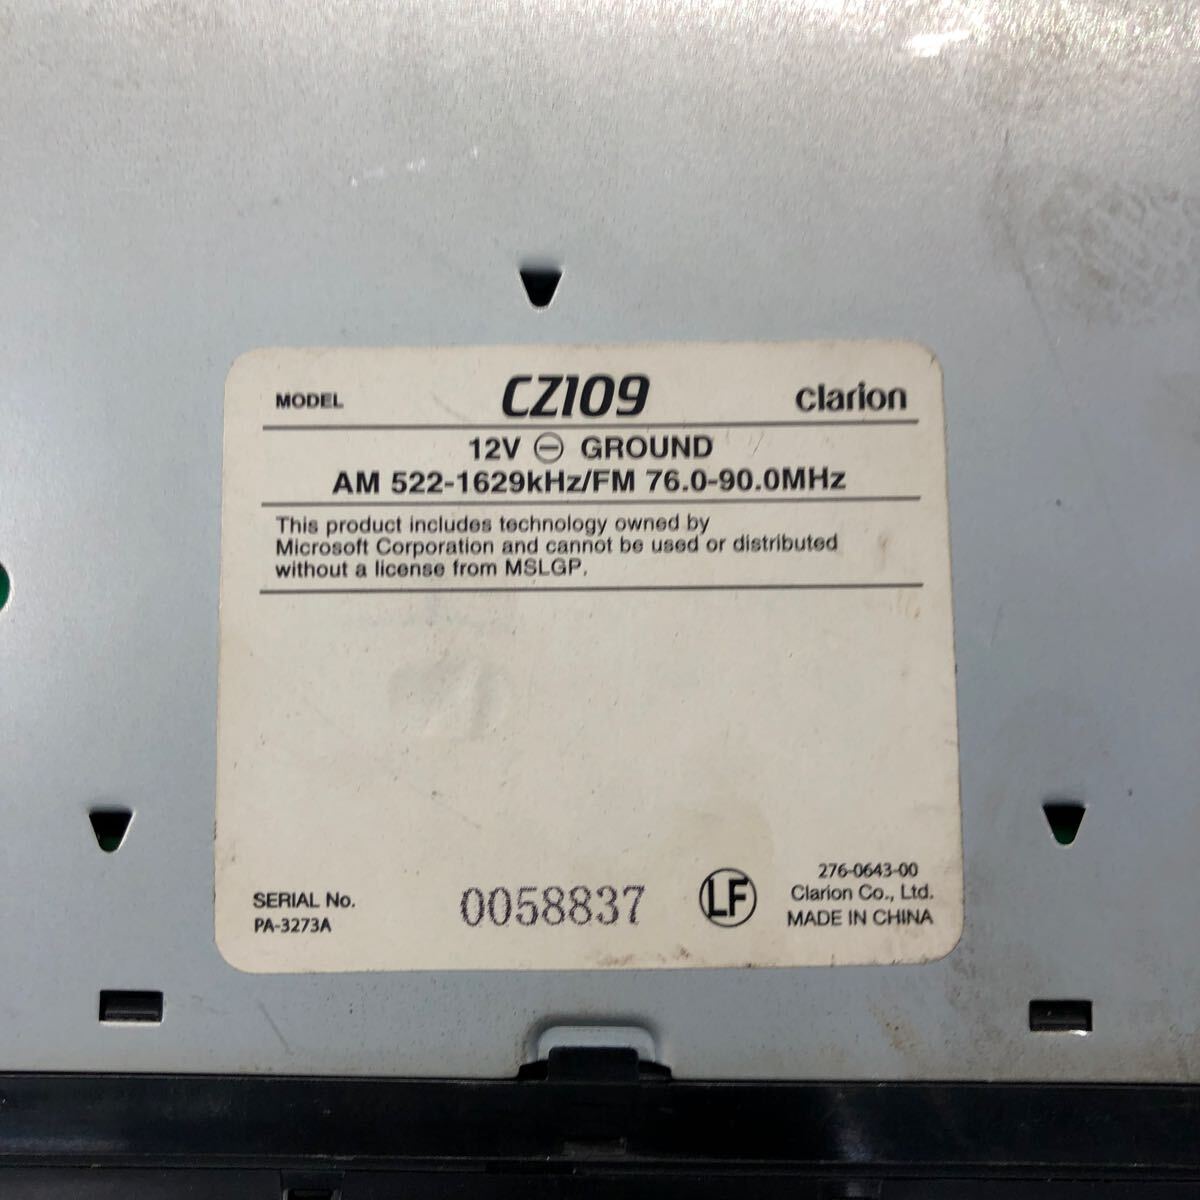 MODEL CZ109 clarion
12V ⊖ GROUND
AM 522-1629kHz/FM 76.0-90.0MHz
This product includes technology owned by
Microsoft Corporation and cannot be used or distributed
without a license from MSLGP.
276-0643-00
SERIAL No. 0058837 LF Clarion Co., Ltd.
PA-3273A MADE IN CHINA